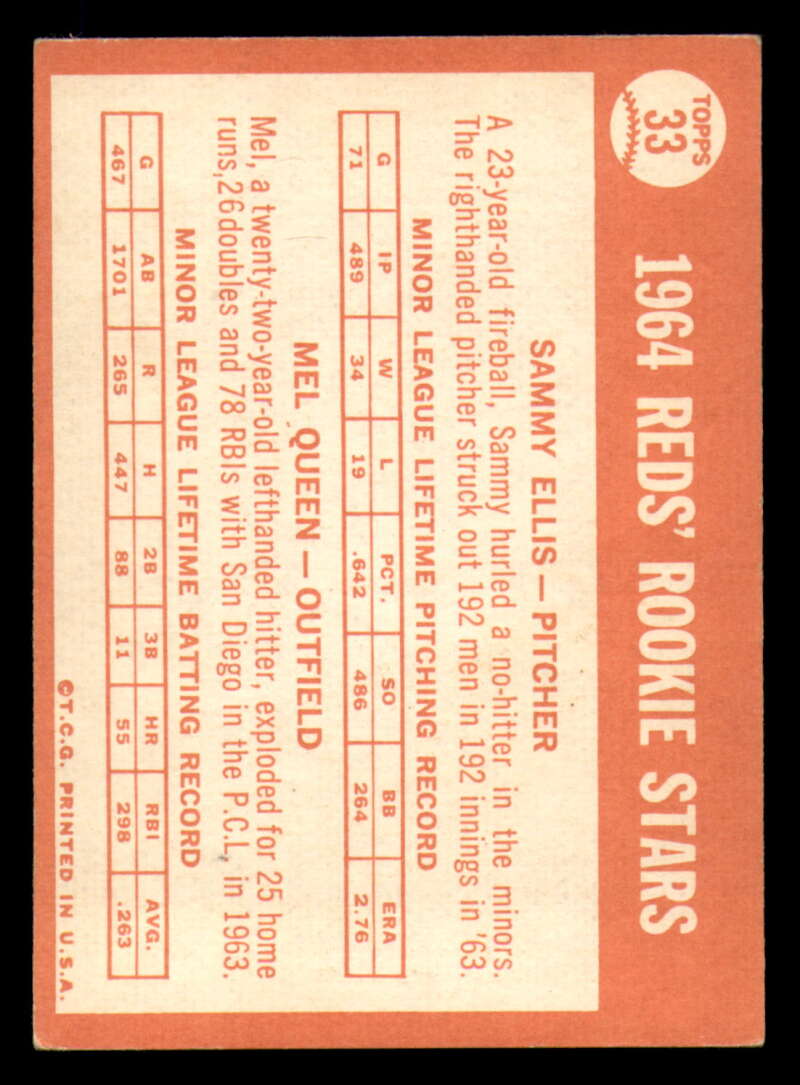 TOPPS
33
1964 REDS' ROOKIE STARS
SAMMY ELLIS — PITCHER
A 23-year-old fireball, Sammy hurled a no-hitter in the minors.
The righthanded pitcher struck out 192 men in 192 innings in '63.
MINOR LEAGUE LIFETIME PITCHING RECORD
G IP W L PCT. SO BB ERA
71 489 34 19 .642 486 264 2.76
MEL QUEEN — OUTFIELD
Mel, a twenty-two-year-old lefthanded hitter, exploded for 25 home
runs, 26 doubles and 78 RBIs with San Diego in the P.C.L. in 1963.
MINOR LEAGUE LIFETIME BATTING RECORD
G AB R H 2B 3B HR RBI AVG.
467 1701 265 447 88 11 55 298 .263
©T.C.G. PRINTED IN U.S.A.